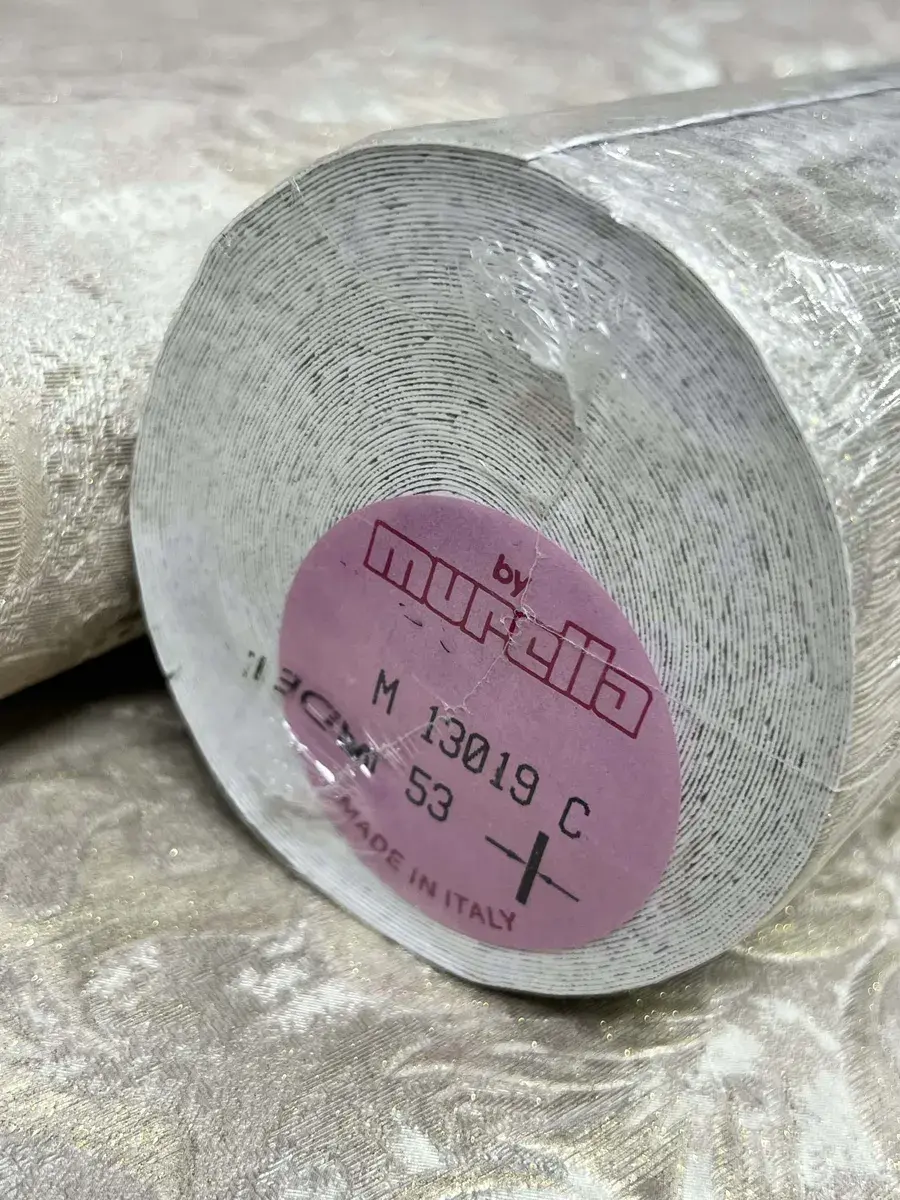 by
murella
M 13019 C
53
MADE IN ITALY